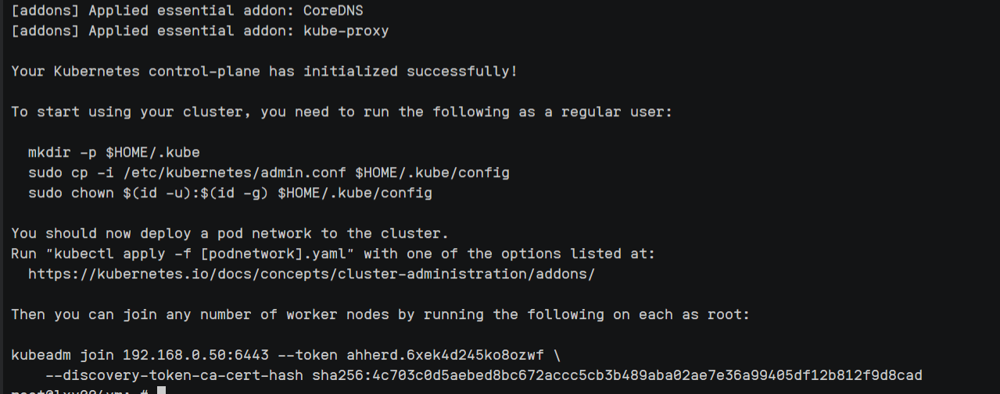 [addons] Applied essential addon: CoreDNS
[addons] Applied essential addon: kube-proxy
Your Kubernetes control-plane has initialized successfully!
To start using your cluster, you need to run the following as a regular user:
mkdir -p $HOME/.kube
sudo cp -i /etc/kubernetes/admin.conf $HOME/.kube/config
sudo chown $(id -u):$(id -g) $HOME/.kube/config
You should now deploy a pod network to the cluster.
Run "kubectl apply -f [podnetwork].yaml" with one of the options listed at:
https://kubernetes.io/docs/concepts/cluster-administration/addons/
Then you can join any number of worker nodes by running the following on each as root:
kubeadm join 192.168.0.50:6443 --token ahherd.6xek4d245ko8ozwf \
--discovery-token-ca-cert-hash sha256:4c703c0d5aebed8bc672accc5cb3b489aba02ae7e36a99405df12b812f9d8cad